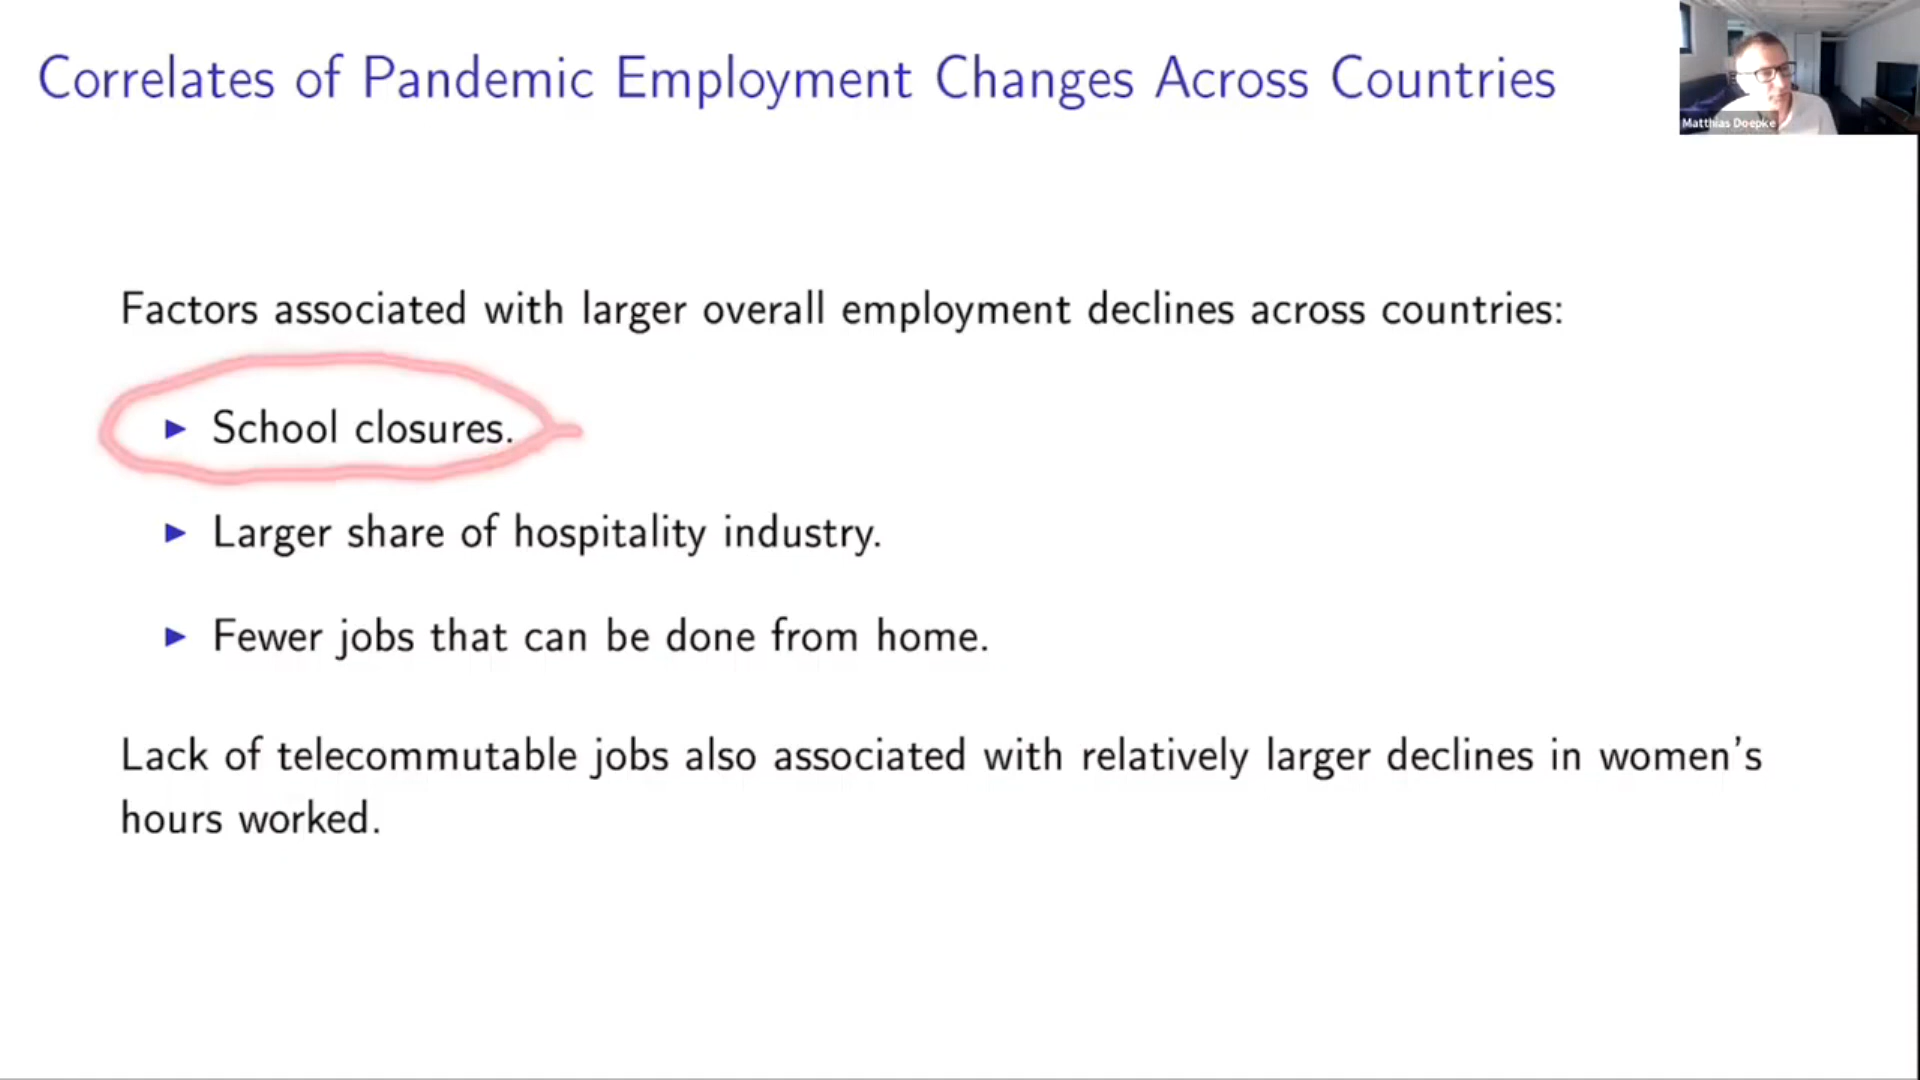 Correlates of Pandemic Employment Changes Across Countries
Matthias Doepke
Factors associated with larger overall employment declines across countries:
School closures.
Larger share of hospitality industry.
Fewer jobs that can be done from home.
Lack of telecommutable jobs also associated with relatively larger declines in women's
hours worked.